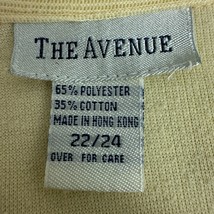 THE AVENUE
65% POLYESTER
35% COTTON
MADE IN HONG KONG
22/24
OVER FOR CARE